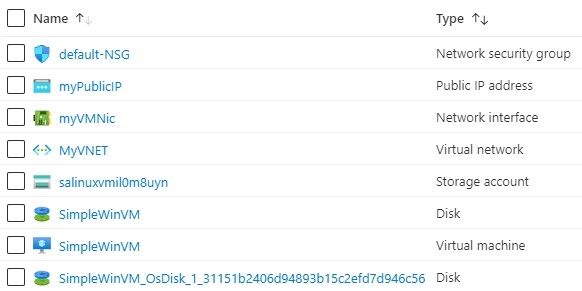 Name ↑↓ Type ↑↓
default-NSG Network security group
myPublicIP Public IP address
myVMNic Network interface
MyVNET Virtual network
salinuxvmil0m8uyn Storage account
SimpleWinVM Disk
SimpleWinVM Virtual machine
SimpleWinVM_OsDisk_1_31151b2406d94893b15c2efd7d946c56 Disk